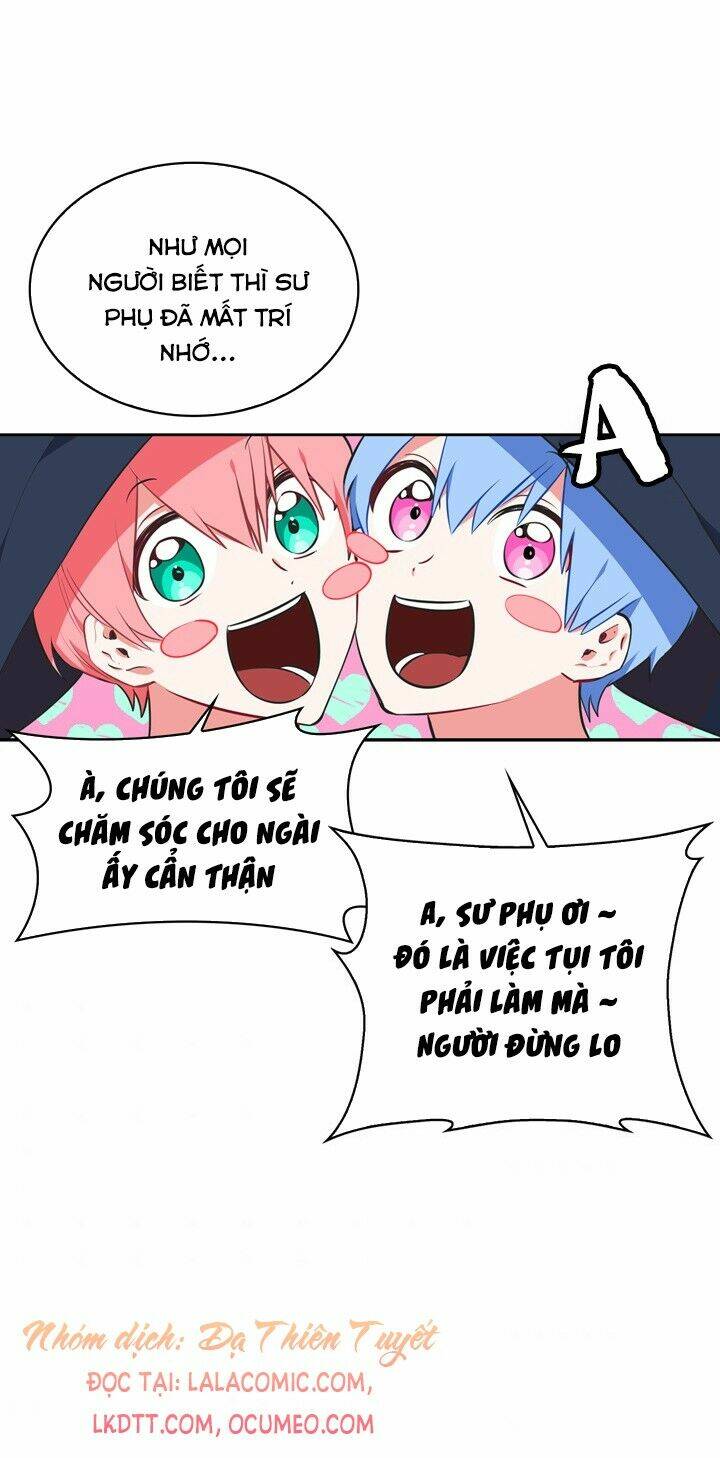 NHƯ MỌI
NGƯỜI BIẾT THÌ SƯ
PHỤ ĐÃ MẤT TRÍ
NHỚ...
A
À, CHÚNG TÔI SẼ
CHĂM SÓC CHO NGÀI
ẤY CẨN THẬN
A, SƯ PHỤ ƠI ~
ĐÓ LÀ VIỆC TỤI TÔI
PHẢI LÀM MÀ ~
NGƯỜI ĐỪNG LO
Nhóm dịch: Dạ Thiên Tuyết
ĐỌC TẠI: LALACOMIC.COM,
LKDTT.COM, OCUMEO.COM